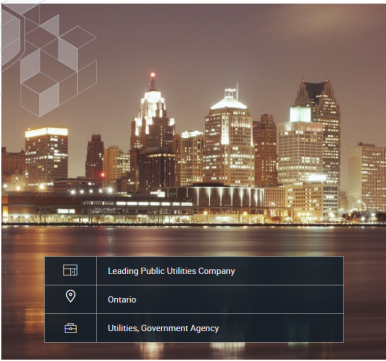 Leading Public Utilities Company
Ontario
Utilities, Government Agency